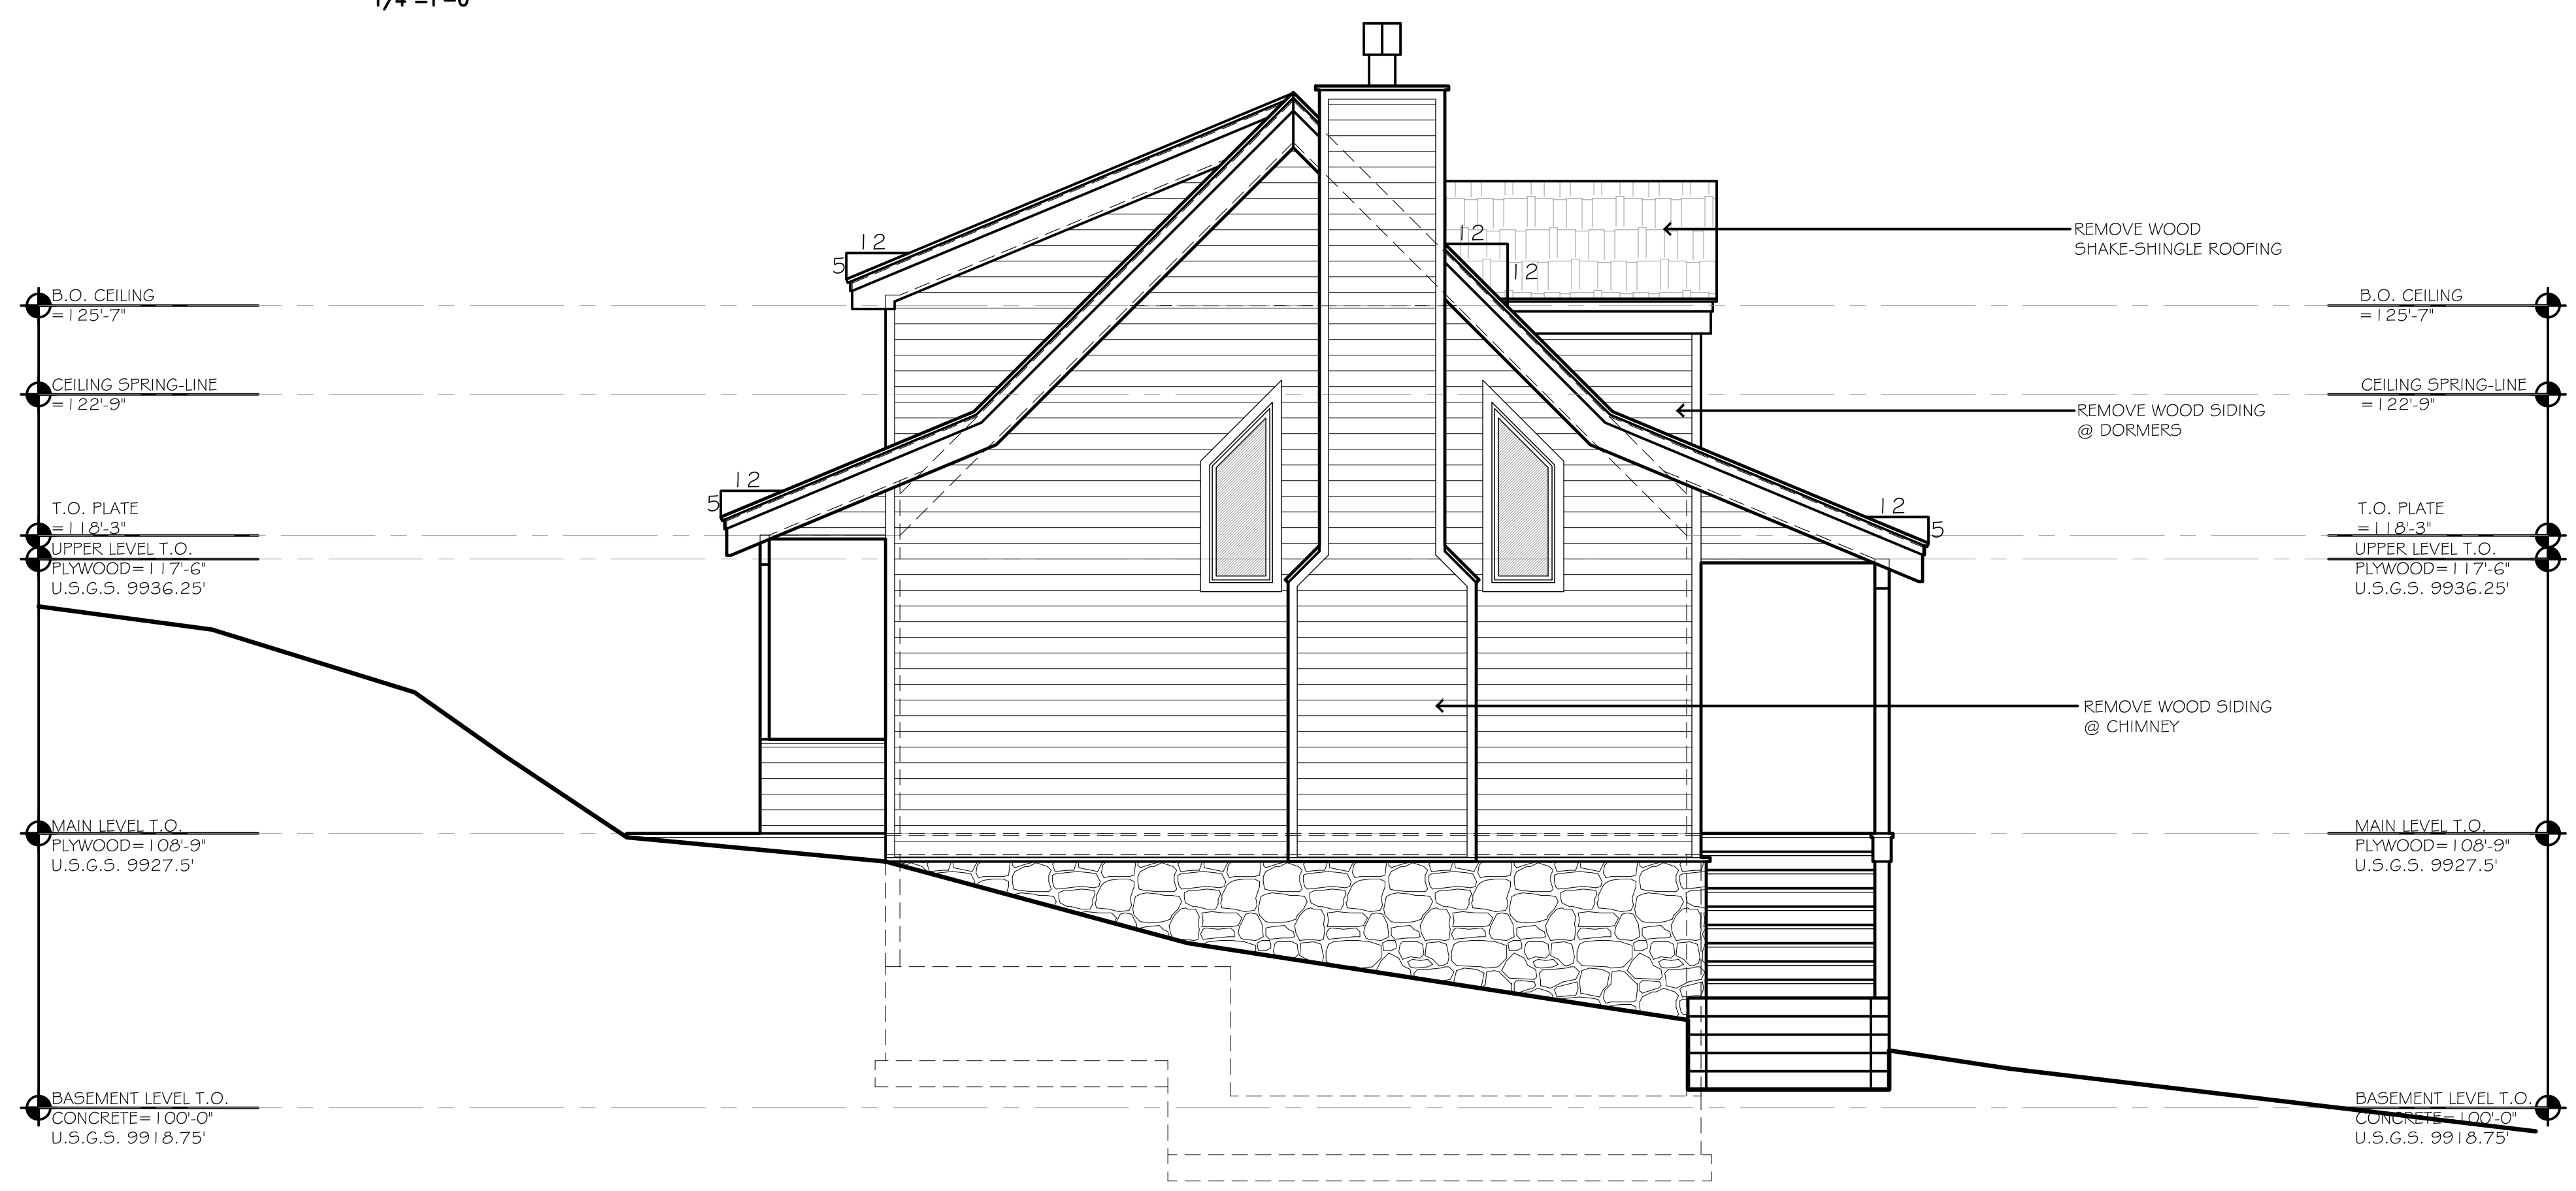 1/4"=1'-0"
12
5
12
12
REMOVE WOOD
SHAKE-SHINGLE ROOFING
B.O. CEILING
=125'-7"
B.O. CEILING
=125'-7"
CEILING SPRING-LINE
=122'-9"
CEILING SPRING-LINE
=122'-9"
REMOVE WOOD SIDING
@ DORMERS
12
5
12
5
T.O. PLATE
=118'-3"
UPPER LEVEL T.O.
PLYWOOD=117'-6"
U.S.G.S. 9936.25'
T.O. PLATE
=118'-3"
UPPER LEVEL T.O.
PLYWOOD=117'-6"
U.S.G.S. 9936.25'
REMOVE WOOD SIDING
@ CHIMNEY
MAIN LEVEL T.O.
PLYWOOD=108'-9"
U.S.G.S. 9927.5'
MAIN LEVEL T.O.
PLYWOOD=108'-9"
U.S.G.S. 9927.5'
BASEMENT LEVEL T.O.
CONCRETE=100'-0"
U.S.G.S. 9918.75'
BASEMENT LEVEL T.O.
CONCRETE=100'-0"
U.S.G.S. 9918.75'